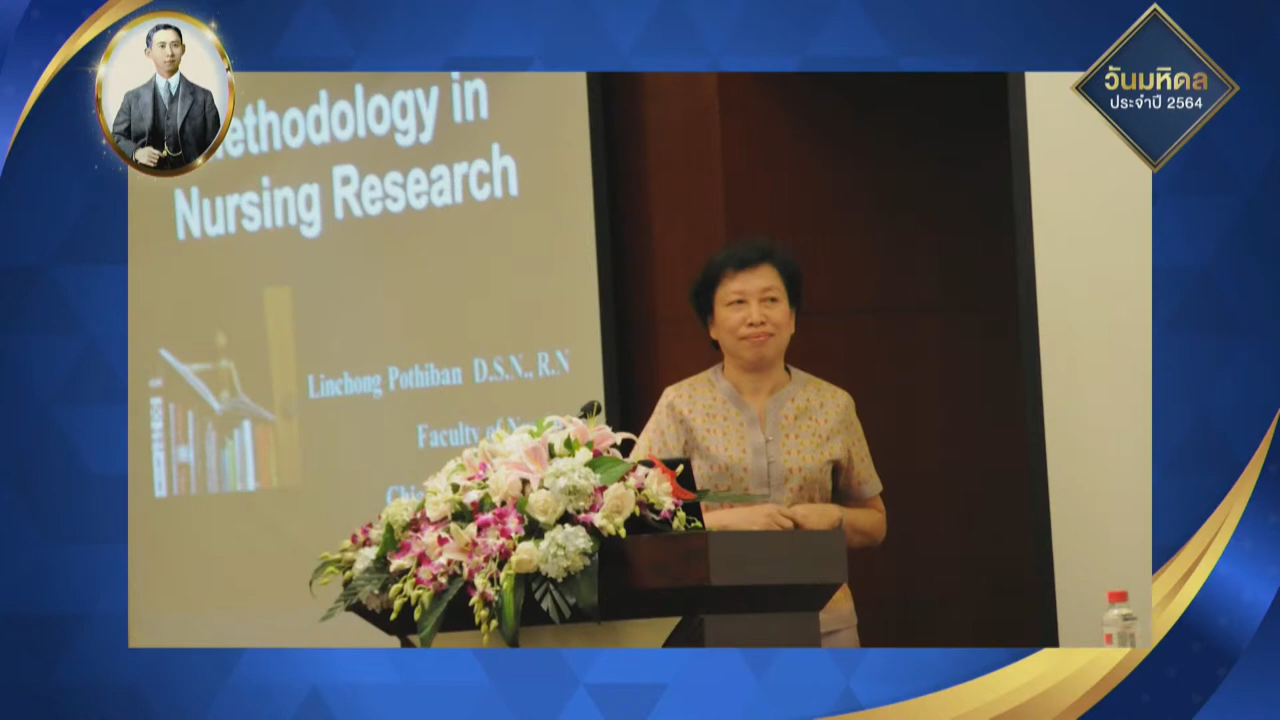 วันมหิดล
ประจำปี 2564
Methodology in
Nursing Research
Linchong Pothiban D.S.N., R.N
Faculty of